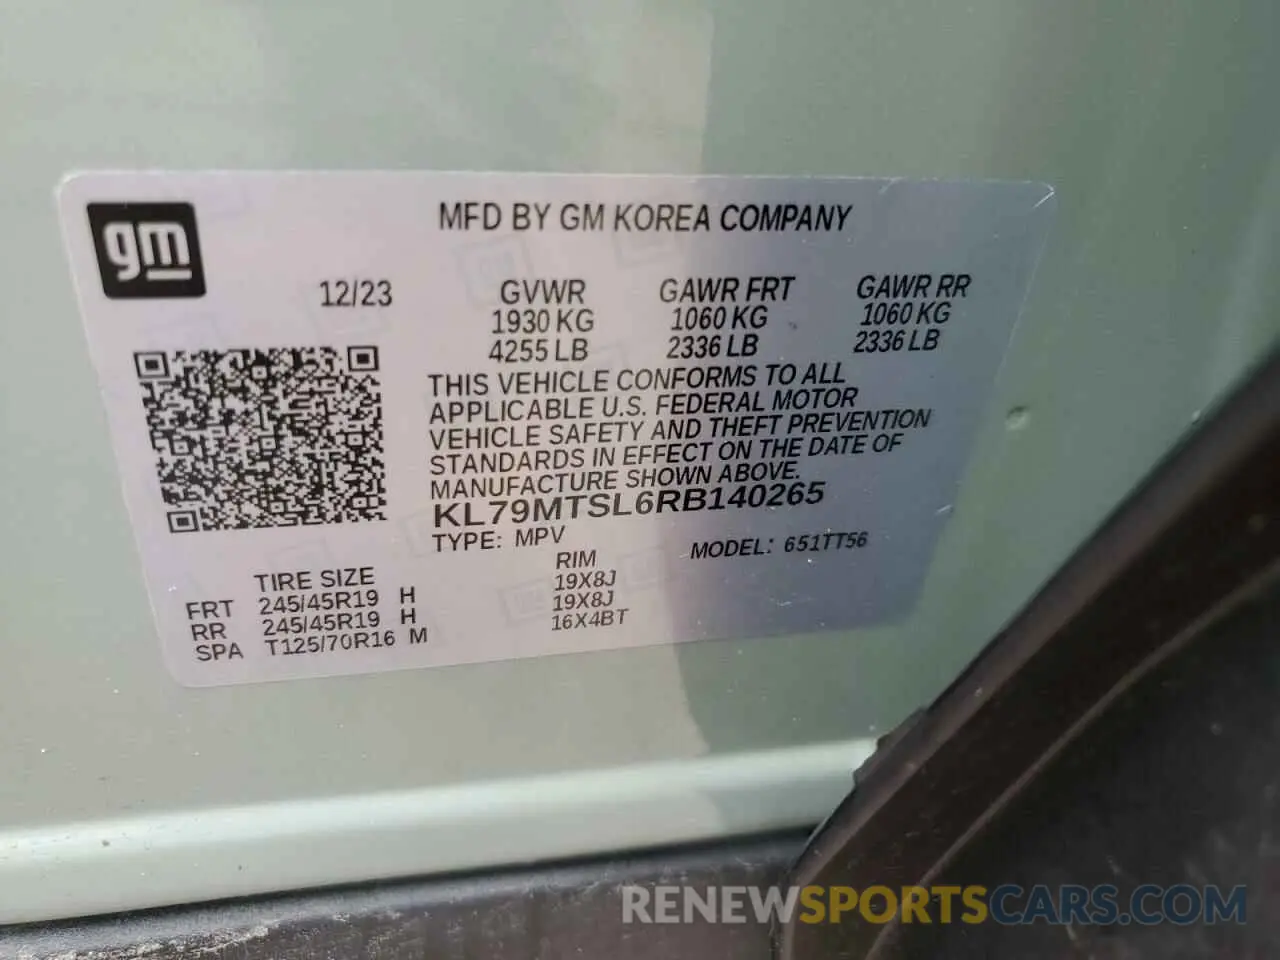 gm
MFD BY GM KOREA COMPANY
12/23
GVWR GAWR FRT GAWR RR
1930 KG 1060 KG 1060 KG
4255 LB 2336 LB 2336 LB
THIS VEHICLE CONFORMS TO ALL
APPLICABLE U.S. FEDERAL MOTOR
VEHICLE SAFETY AND THEFT PREVENTION
STANDARDS IN EFFECT ON THE DATE OF
MANUFACTURE SHOWN ABOVE.
KL79MTSL6RB140265
TYPE: MPV MODEL: 651TT56
TIRE SIZE RIM
FRT 245/45R19 H 19X8J
RR 245/45R19 H 19X8J
SPA T125/70R16 M 16X4BT
RENEWSPORTSCARS.COM